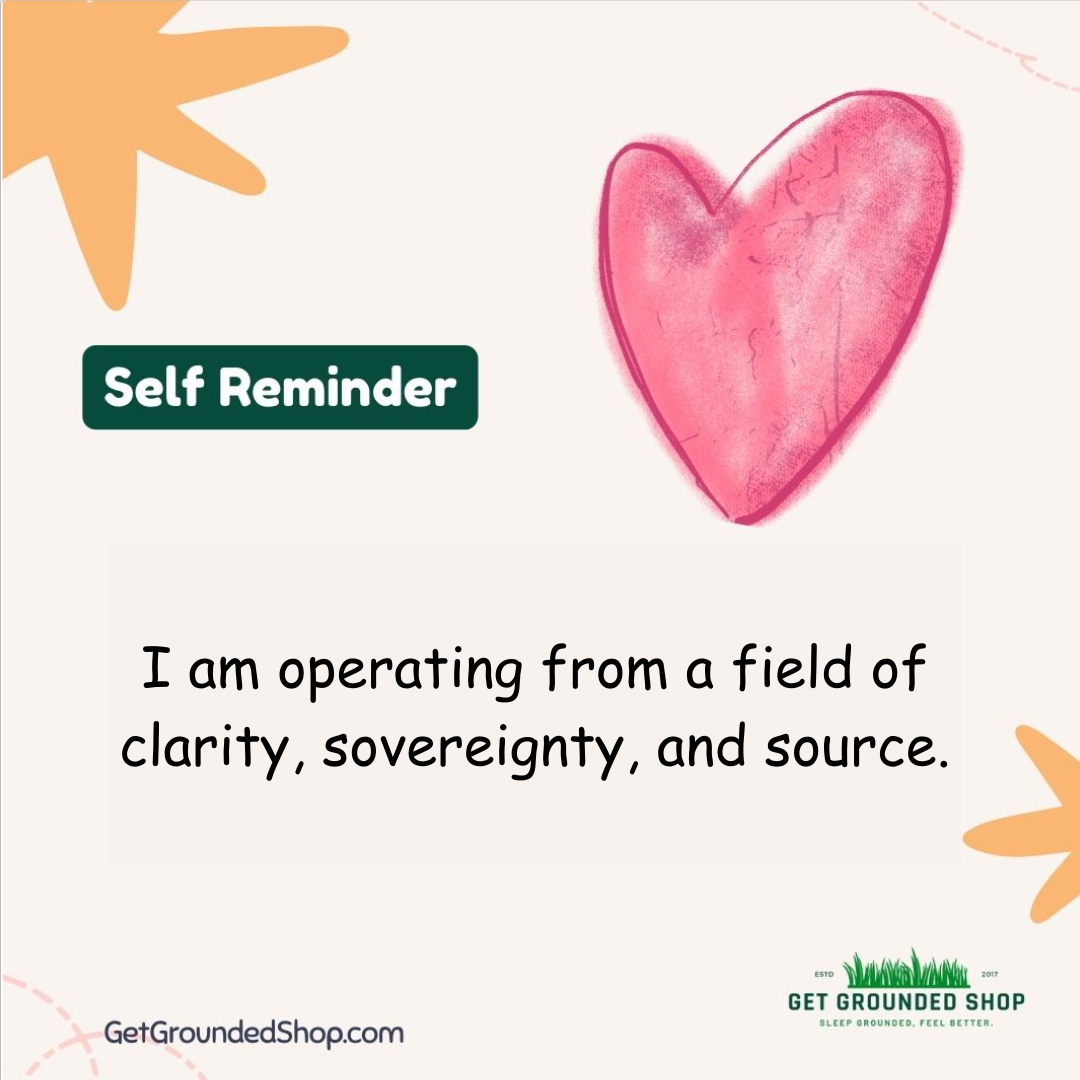 Self Reminder
I am operating from a field of
clarity, sovereignty, and source.
ESTD 2017
GET GROUNDED SHOP
SLEEP GROUNDED, FEEL BETTER.
GetGroundedShop.com